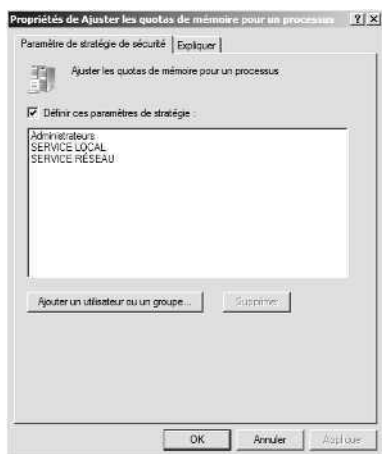 Propriétés de Ajuster les quotas de mémoire pour un processus
Paramètre de stratégie de sécurité
Expliquer
Ajuster les quotas de mémoire pour un processus
Définir ces paramètres de stratégie :
Administrateurs
SERVICE LOCAL
SERVICE RÉSEAU
Ajouter un utilisateur ou un groupe...
Supprimer
OK
Annuler
Appliquer